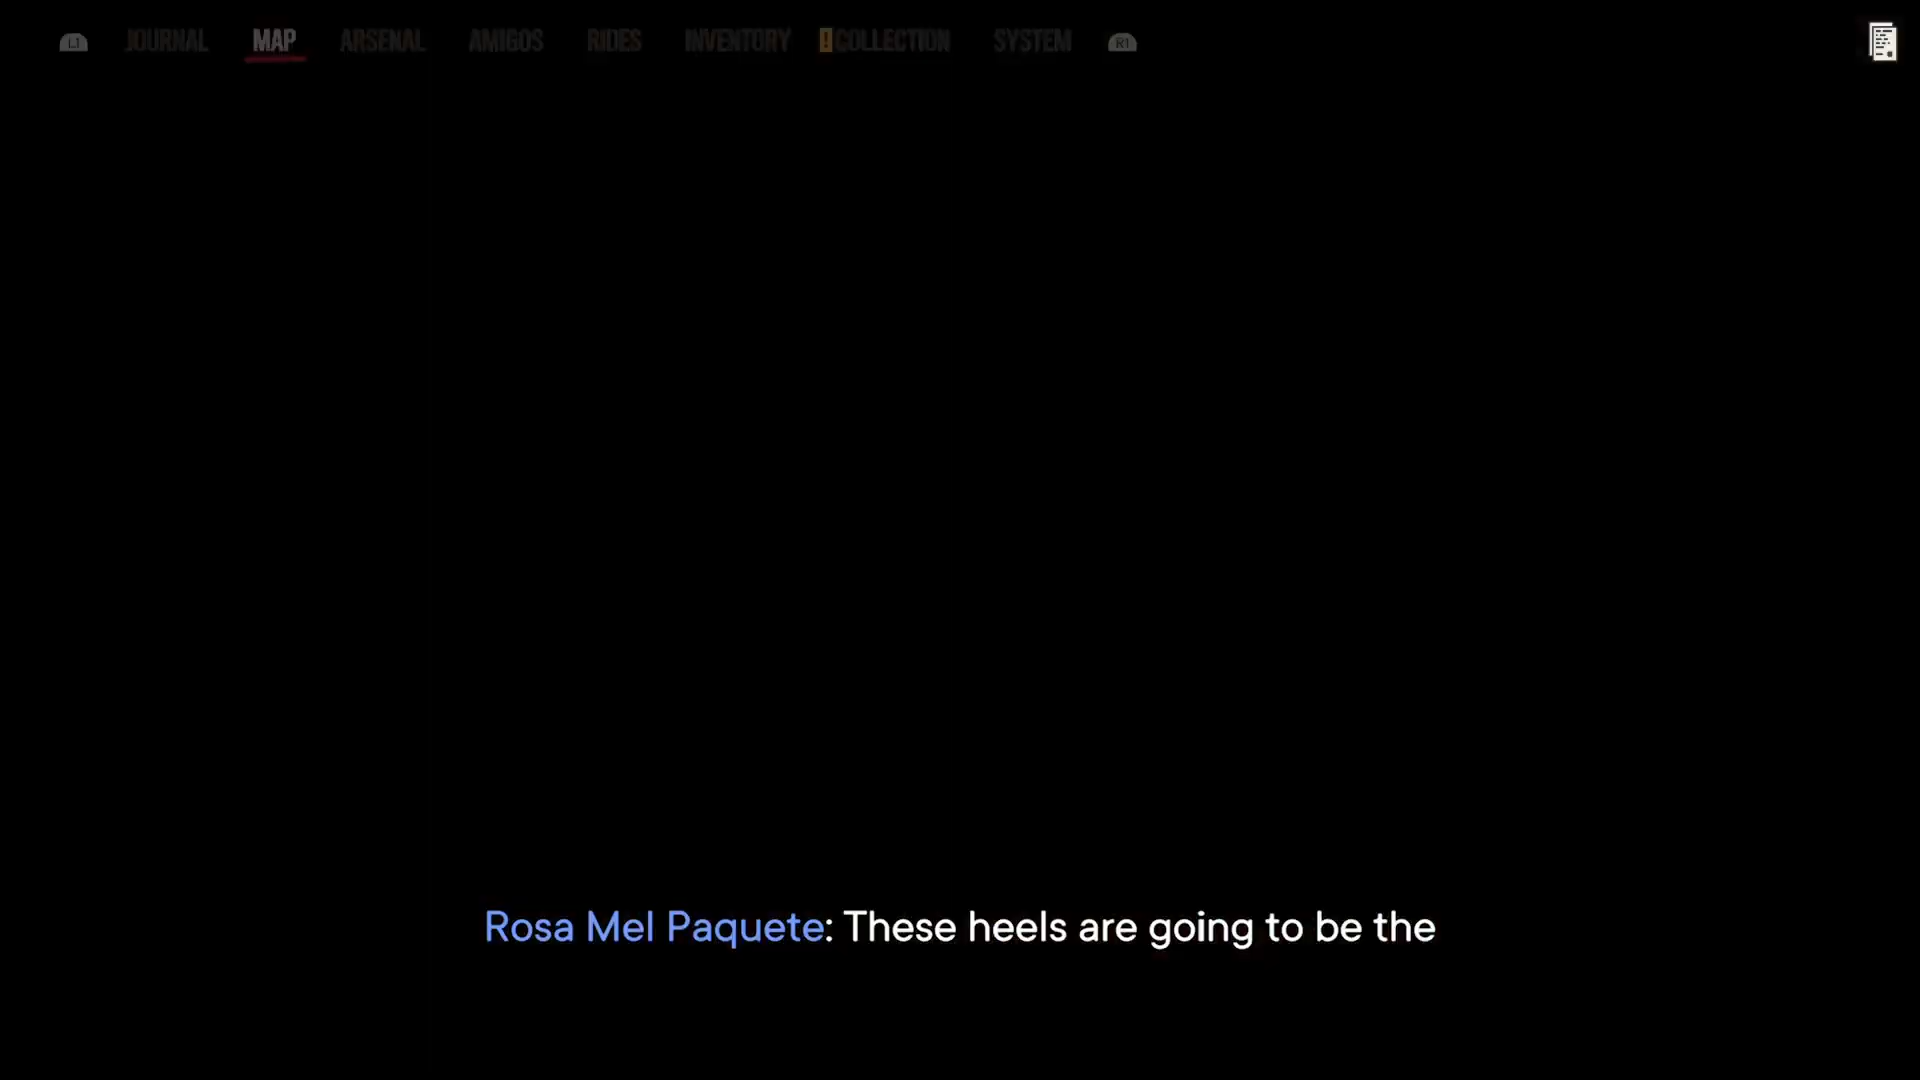 L1 JOURNAL MAP ARSENAL AMIGOS RIDES INVENTORY ! COLLECTION SYSTEM R1
Rosa Mel Paquete: These heels are going to be the